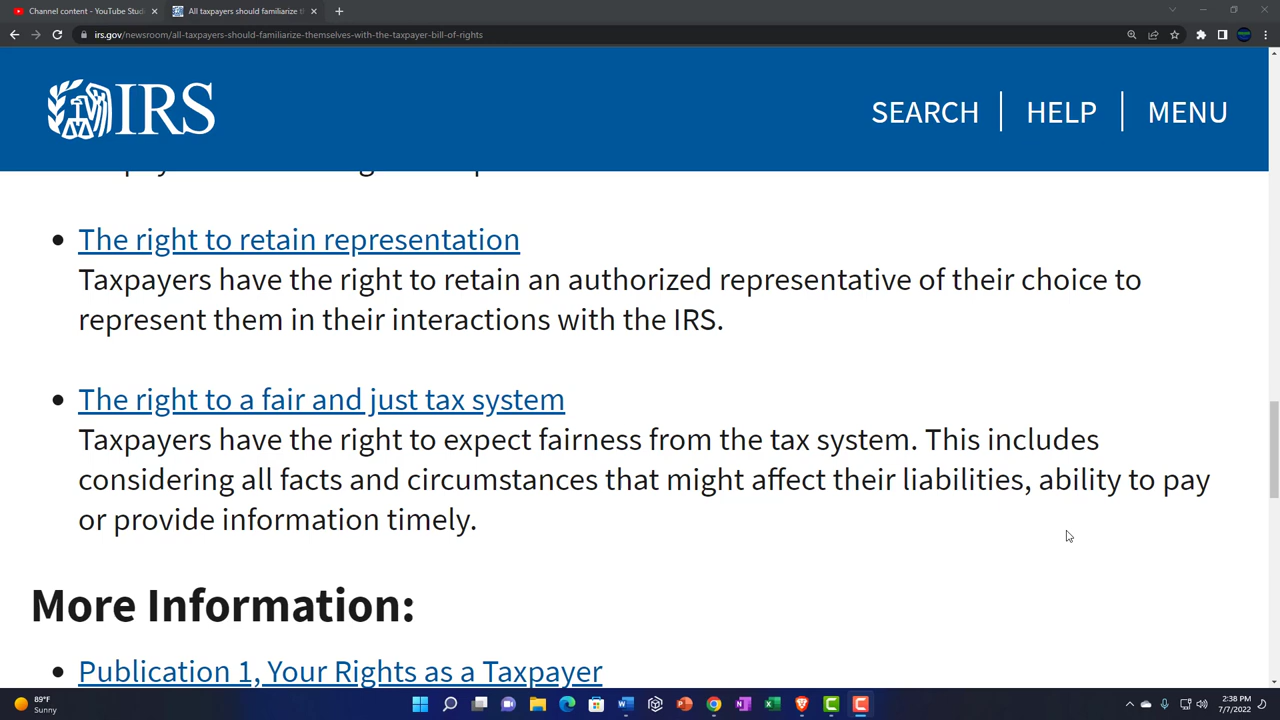 Channel content - YouTube Studi
All taxpayers should familiarize th
irs.gov/newsroom/all-taxpayers-should-familiarize-themselves-with-the-taxpayer-bill-of-rights
IRS
SEARCH HELP MENU
The right to retain representation
Taxpayers have the right to retain an authorized representative of their choice to
represent them in their interactions with the IRS.
The right to a fair and just tax system
Taxpayers have the right to expect fairness from the tax system. This includes
considering all facts and circumstances that might affect their liabilities, ability to pay
or provide information timely.
More Information:
Publication 1, Your Rights as a Taxpayer
89°F
Sunny
2:38 PM
7/7/2022